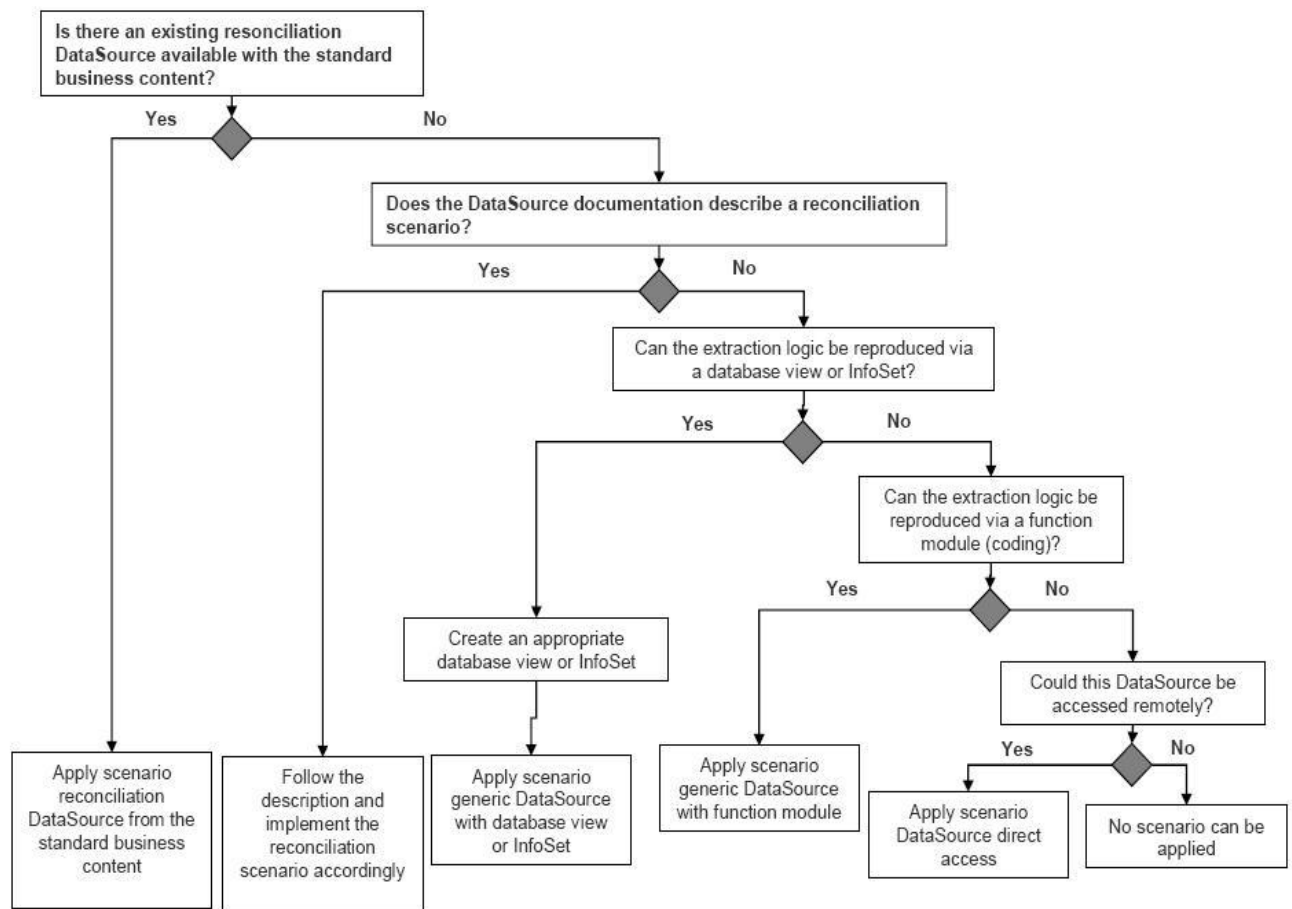 Is there an existing resonciliation
DataSource available with the standard
business content?
Yes
No
Does the DataSource documentation describe a reconciliation
scenario?
Yes
No
Can the extraction logic be reproduced via
a database view or InfoSet?
Yes
No
Can the extraction logic be
reproduced via a function
module (coding)?
Yes
No
Create an appropriate
database view or InfoSet
Could this DataSource be
accessed remotely?
Yes
No
Apply scenario
reconciliation
DataSource from the
standard business
content
Follow the
description and
implement the
reconciliation
scenario accordingly
Apply scenario
generic DataSource
with database view
or InfoSet
Apply scenario
generic DataSource
with function module
Apply scenario
DataSource direct
access
No scenario can be
applied